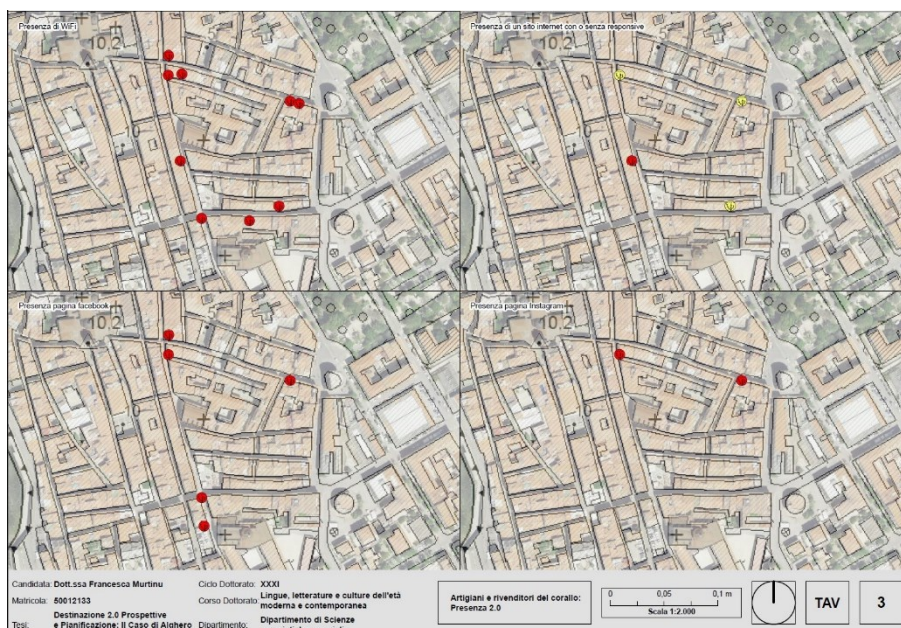 Presenza di WiFi
10,2
Presenza di un sito internet con o senza responsive
10,2
Presenza pagina facebook
10,2
Presenza pagina Instagram
10,2
Candidata: Dott.ssa Francesca Murtinu
Matricola: 50012133
Tesi: Destinazione 2.0 Prospettive
e Pianificazione: Il Caso di Alghero
Ciclo Dottorato: XXXI
Corso Dottorato: Lingue, letterature e culture dell'età
moderna e contemporanea
Dipartimento: Dipartimento di Scienze
Artigiani e rivenditori del corallo:
Presenza 2.0
0 0,05 0,1 m
Scala 1:2.000
TAV
3